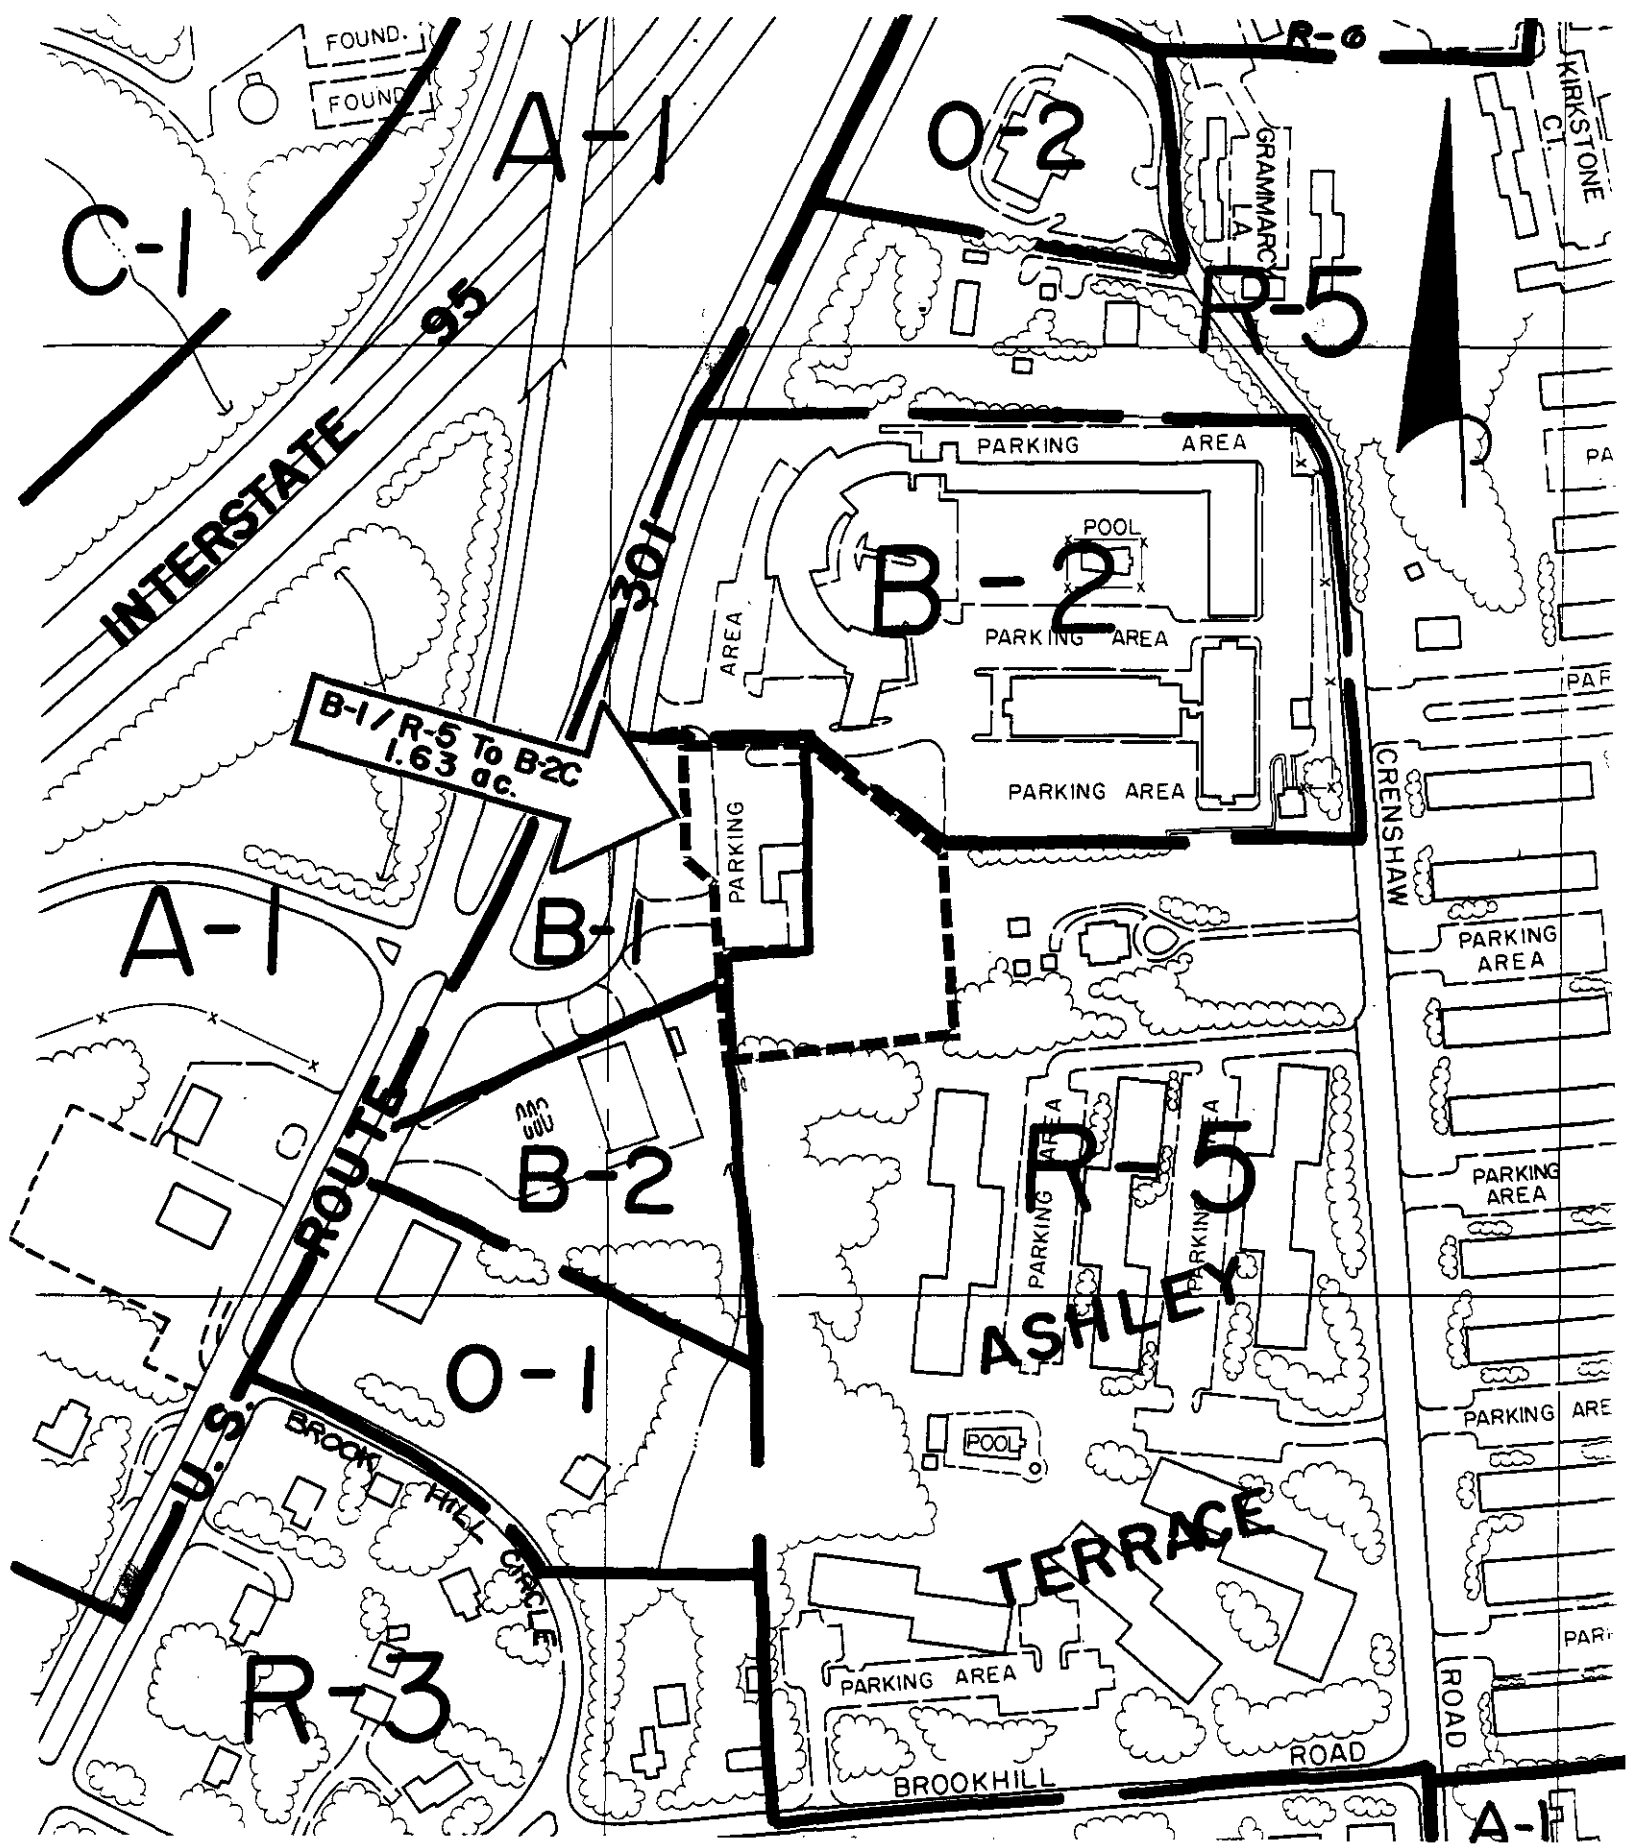 FOUND.
R-6
FOUND
A-1
O-2
KIRKSTONE
CT.
GRAMMARCY
LA.
C-1
R-5
INTERSTATE 95
PARKING AREA
301
POOL
B-2
AREA
PARKING AREA
B-1/R-5 To B-2C
1.63 ac.
PARKING AREA
PARKING
CRENSHAW
A-1
B-1
PARKING
AREA
ROUTE
B-2
PARKING AREA
R-5
PARKING AREA
PARKING
AREA
ASHLEY
O-1
U.S.
BROOK HILL CIRCLE
PARKING ARE
POOL
TERRACE
R-3
PARKING AREA
ROAD
ROAD
BROOKHILL
A-1
PA
PAR
PAR